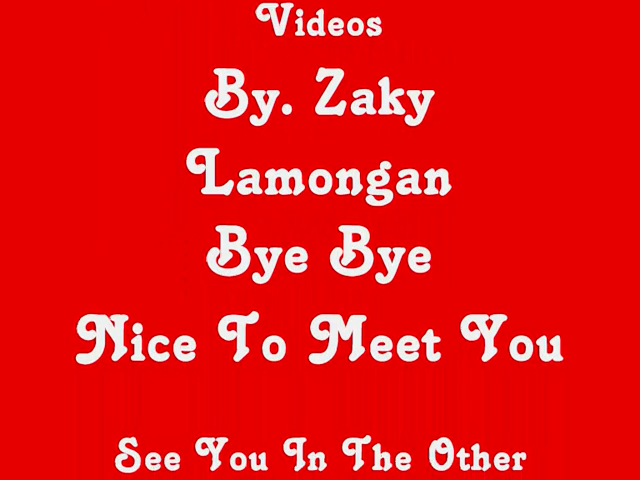 Videos
By. Zaky
Lamongan
Bye Bye
Nice To Meet You
See You In The Other